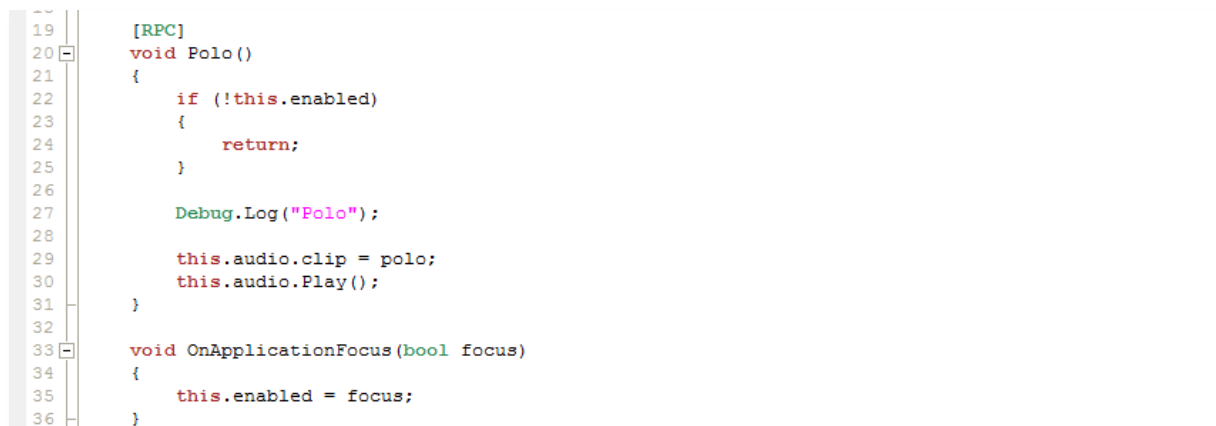 19 [RPC]
20 void Polo()
21 {
22 if (!this.enabled)
23 {
24 return;
25 }
26
27 Debug.Log("Polo");
28
29 this.audio.clip = polo;
30 this.audio.Play();
31 }
32
33 void OnApplicationFocus(bool focus)
34 {
35 this.enabled = focus;
36 }